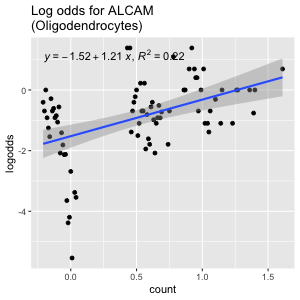 Log odds for ALCAM
(Oligodendrocytes)
y = −1.52 + 1.21 x, R² = 0.22
0
-2
-4
logodds
0.0 0.5 1.0 1.5
count